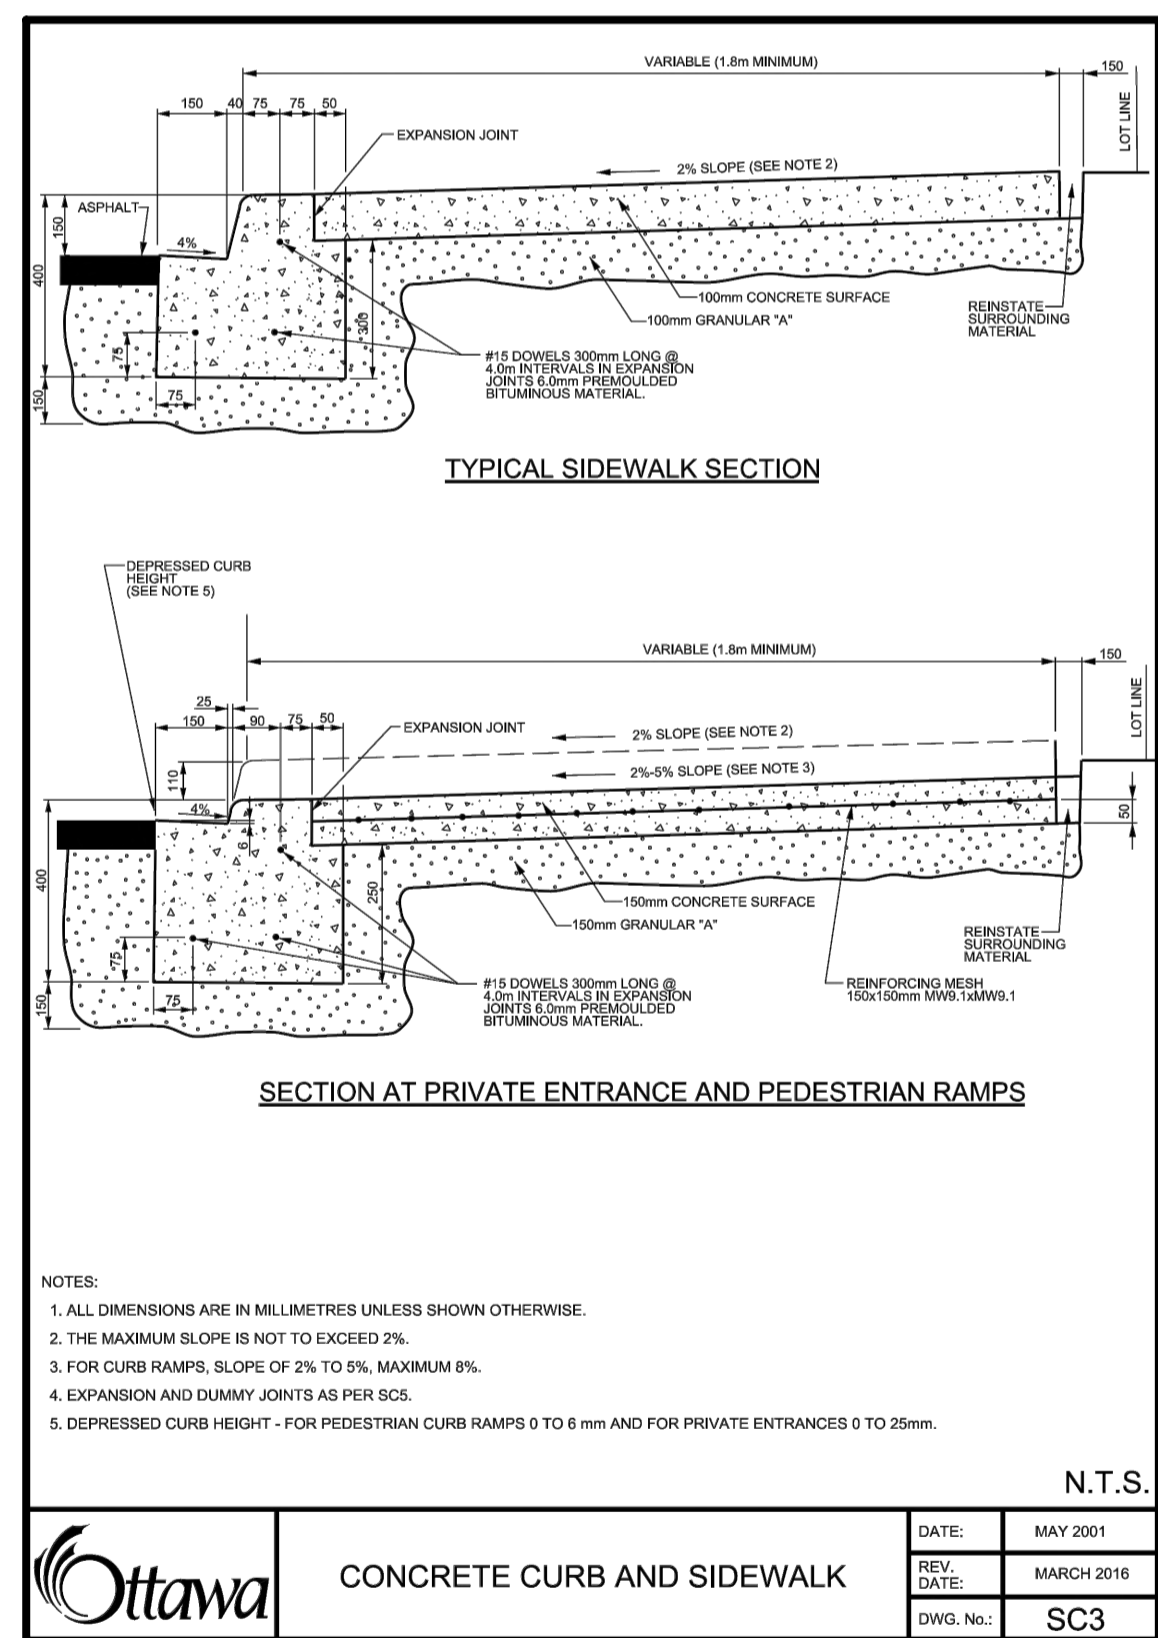 VARIABLE (1.8m MINIMUM)
150
LOT LINE
150 40 75 75 50
EXPANSION JOINT
2% SLOPE (SEE NOTE 2)
ASPHALT
150
4%
400
100mm CONCRETE SURFACE
100mm GRANULAR "A"
REINSTATE
SURROUNDING
MATERIAL
300
75
#15 DOWELS 300mm LONG @
4.0m INTERVALS IN EXPANSION
JOINTS 6.0mm PREMOULDED
BITUMINOUS MATERIAL.
75
150
TYPICAL SIDEWALK SECTION
DEPRESSED CURB
HEIGHT
(SEE NOTE 5)
VARIABLE (1.8m MINIMUM)
150
LOT LINE
25
150 90 75 50
EXPANSION JOINT
2% SLOPE (SEE NOTE 2)
2%-5% SLOPE (SEE NOTE 3)
110
4%
6
50
400
250
150mm CONCRETE SURFACE
150mm GRANULAR "A"
REINSTATE
SURROUNDING
MATERIAL
75
#15 DOWELS 300mm LONG @
4.0m INTERVALS IN EXPANSION
JOINTS 6.0mm PREMOULDED
BITUMINOUS MATERIAL.
REINFORCING MESH
150x150mm MW9.1xMW9.1
75
150
SECTION AT PRIVATE ENTRANCE AND PEDESTRIAN RAMPS
NOTES:
1. ALL DIMENSIONS ARE IN MILLIMETRES UNLESS SHOWN OTHERWISE.
2. THE MAXIMUM SLOPE IS NOT TO EXCEED 2%.
3. FOR CURB RAMPS, SLOPE OF 2% TO 5%, MAXIMUM 8%.
4. EXPANSION AND DUMMY JOINTS AS PER SC5.
5. DEPRESSED CURB HEIGHT - FOR PEDESTRIAN CURB RAMPS 0 TO 6 mm AND FOR PRIVATE ENTRANCES 0 TO 25mm.
N.T.S.
Ottawa
CONCRETE CURB AND SIDEWALK
DATE: MAY 2001
REV.
DATE: MARCH 2016
DWG. No.: SC3